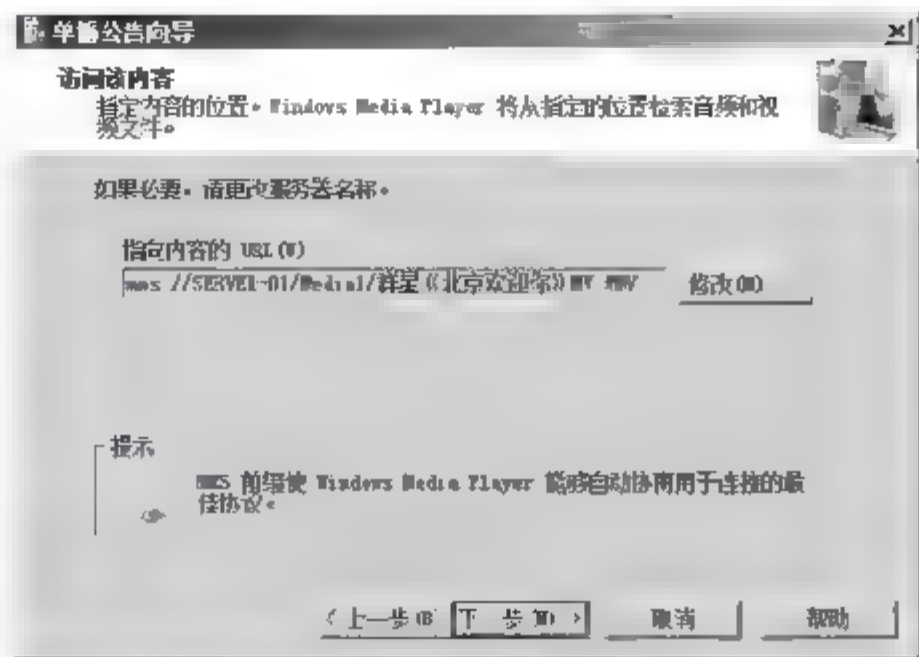 单播公告向导
访问该内容
指定内容的位置。Windows Media Player 将从指定的位置检索音频和视
频文件。
如果必要，请更改服务器名称。
指向内容的 URL(U)
mms //SERVER-01/Media1/群星《北京欢迎你》MV WMV
修改(M)
提示
MMS 前缀使 Windows Media Player 能够自动协商用于连接的最
佳协议。
< 上一步(B
下 步(N) >
取消
帮助